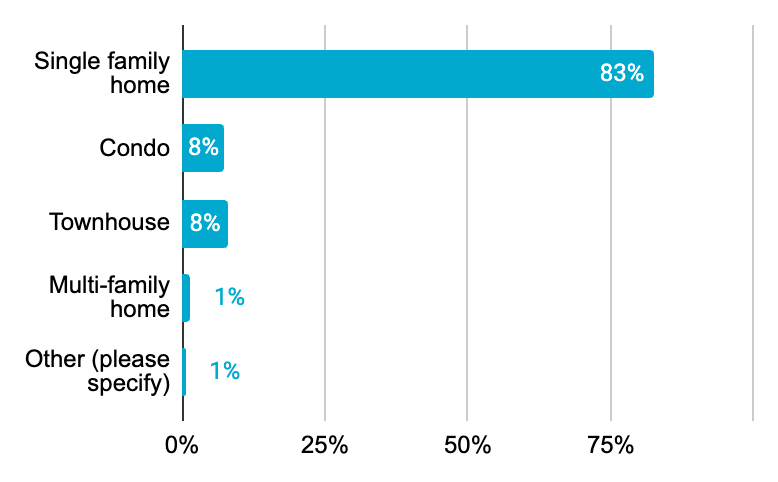 Single family
home
83%
Condo
8%
Townhouse
8%
Multi-family
home
1%
Other (please
specify)
1%
0%
25%
50%
75%